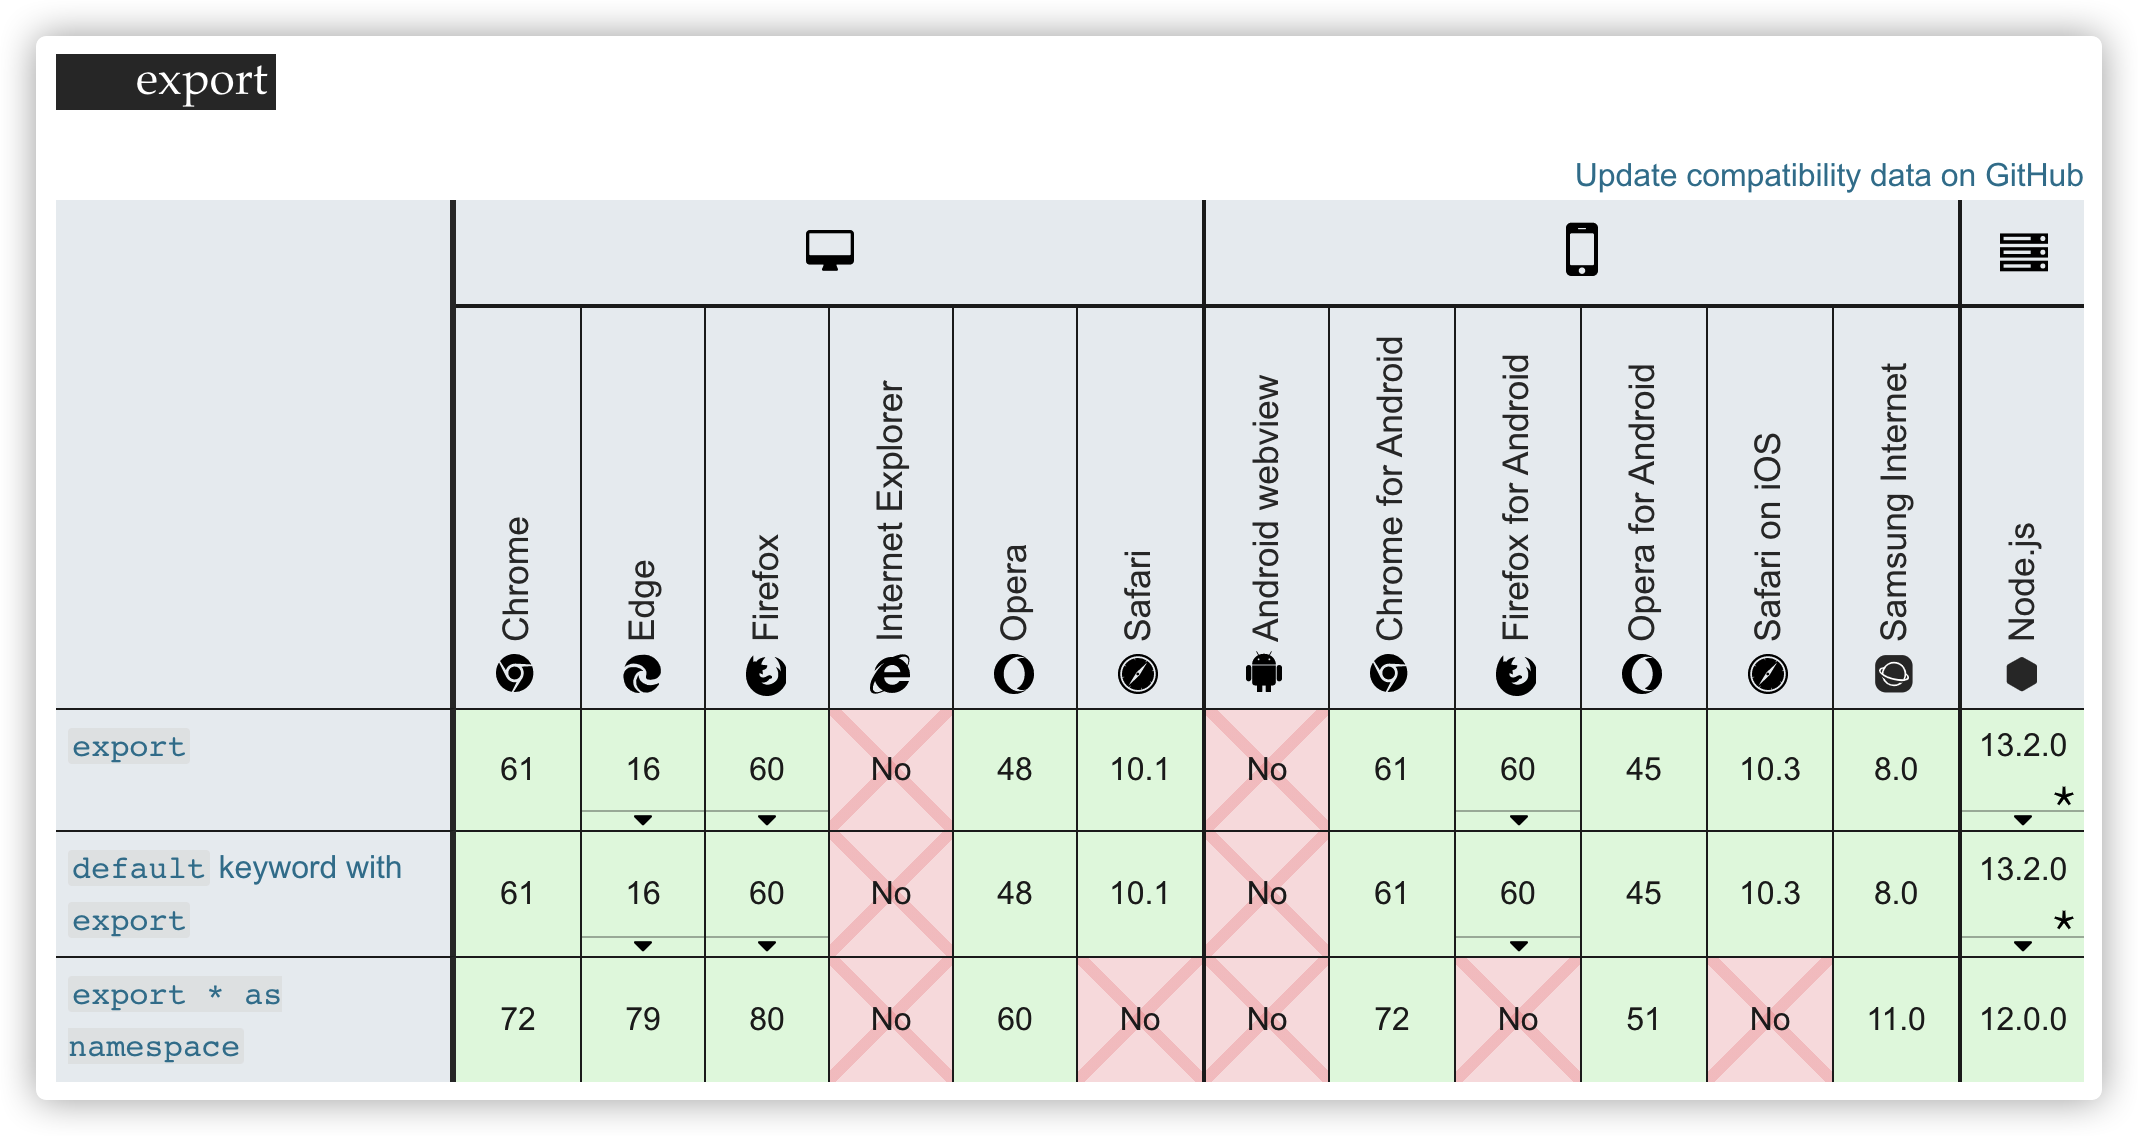 export
Update compatibility data on GitHub
Chrome
Edge
Firefox
Internet Explorer
Opera
Safari
Android webview
Chrome for Android
Firefox for Android
Opera for Android
Safari on iOS
Samsung Internet
Node.js
export 61 16 60 No 48 10.1 No 61 60 45 10.3 8.0 13.2.0
*
default keyword with
export 61 16 60 No 48 10.1 No 61 60 45 10.3 8.0 13.2.0
*
export * as
namespace 72 79 80 No 60 No No 72 No 51 No 11.0 12.0.0